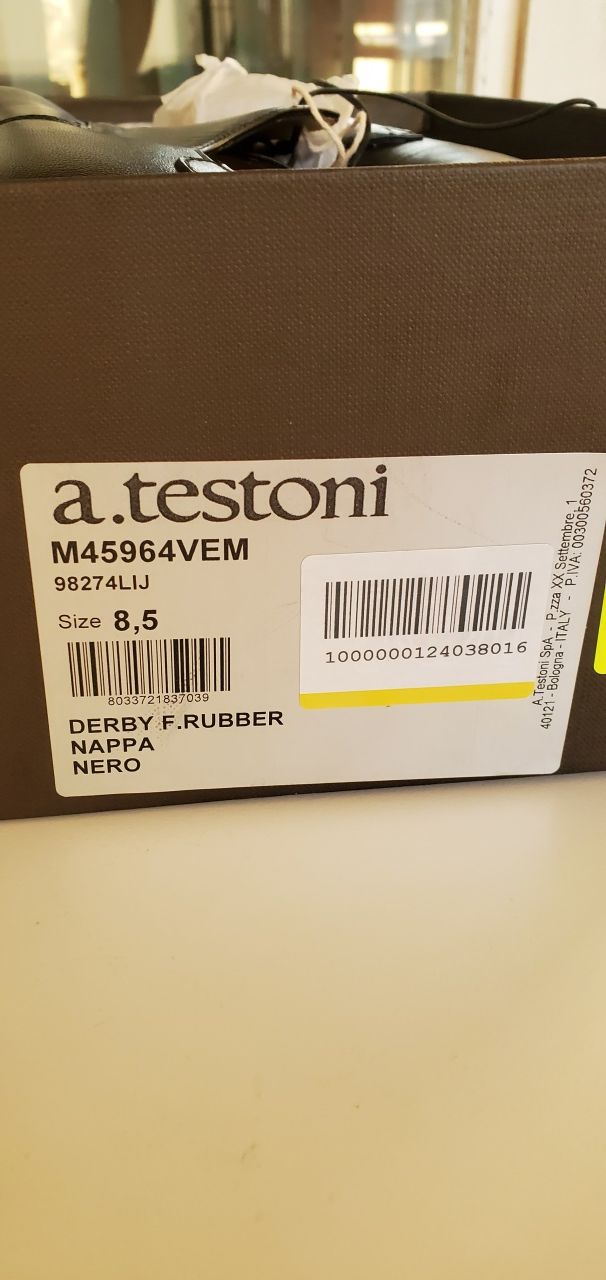 a.testoni
M45964VEM
98274LIJ
Size 8,5
8033721837039
DERBY F.RUBBER
NAPPA
NERO
1000000124038016
A.Testoni SpA - P.zza XX Settembre, 1
40121 - Bologna - ITALY - P.IVA: 00300560372